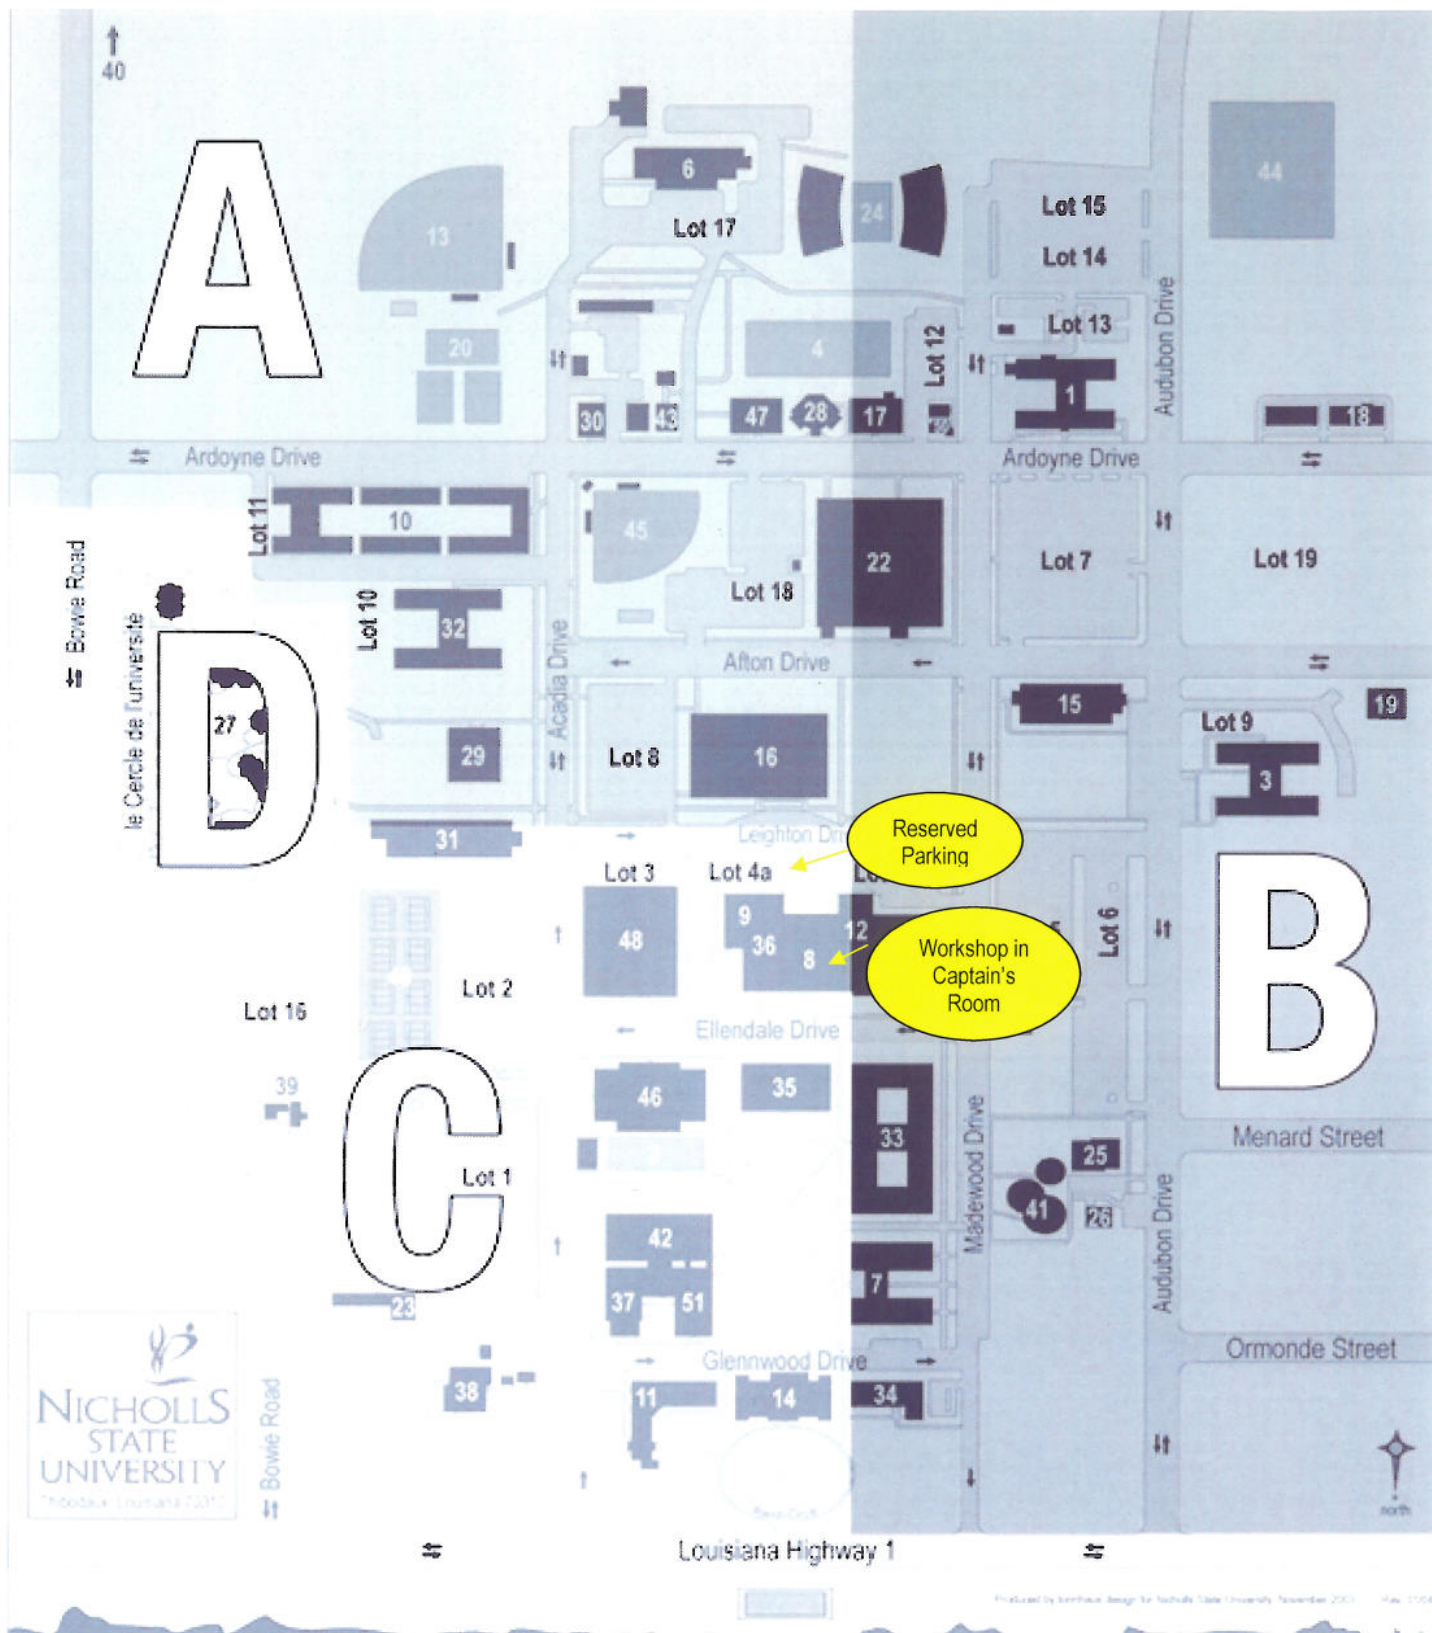 40
A
6
Lot 17
13
24
Lot 15
Lot 14
44
Lot 13
Lot 12
Audubon Drive
20
4
1
30
43
47
28
17
18
Ardoyne Drive
Ardoyne Drive
Lot 11
10
45
22
Lot 7
Lot 19
Bowie Road
Lot 10
32
Lot 18
le Cercle de l'université
Acadia Drive
Afton Drive
D
27
29
Lot 8
16
15
Lot 9
19
3
31
Leighton
Reserved
Parking
Lot 3
Lot 4a
B
9
48
36
8
12
Lot 6
Workshop in
Captain's
Room
Lot 2
Lot 16
Ellendale Drive
39
C
46
35
33
Madewood Drive
Menard Street
Lot 1
25
41
26
42
Audubon Drive
37
51
7
23
Glennwood Drive
Ormonde Street
NICHOLLS
STATE
UNIVERSITY
Thibodaux, Louisiana 70310
Bowie Road
38
11
14
34
north
Louisiana Highway 1